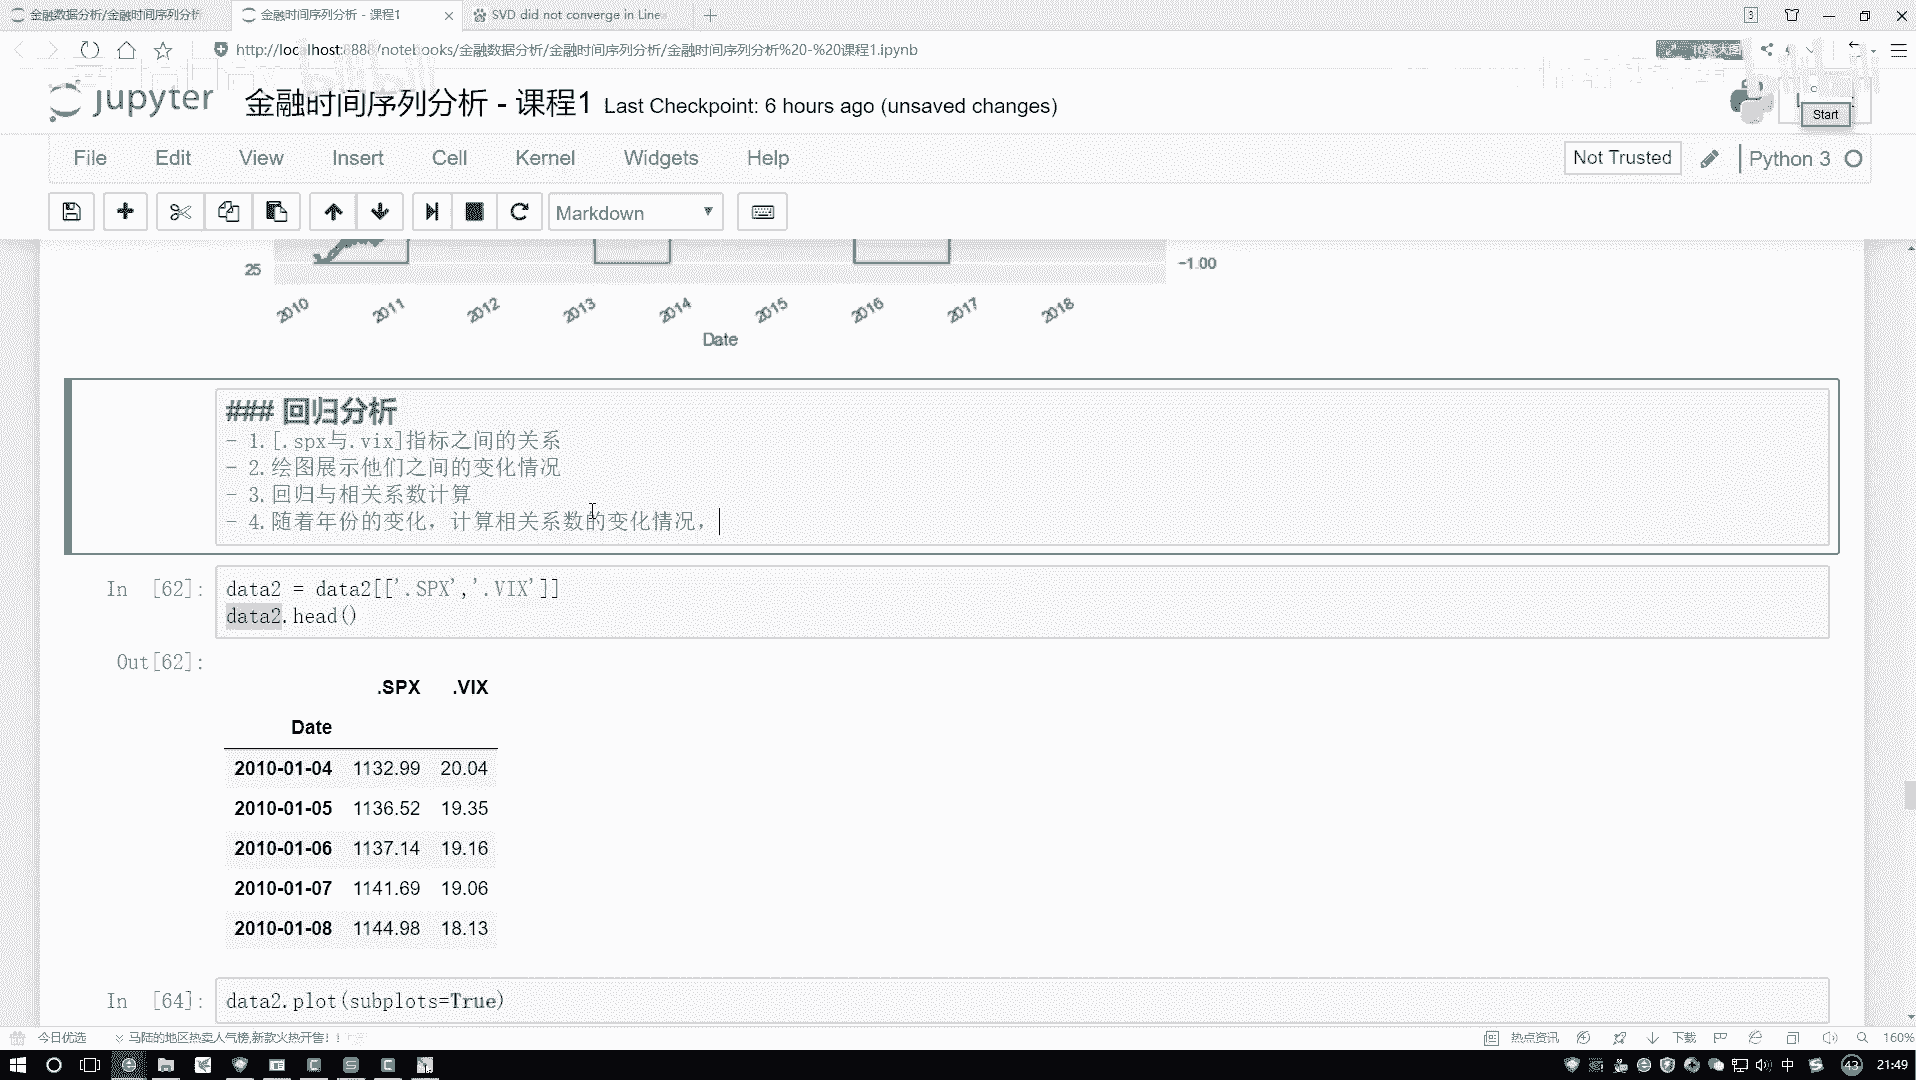 金融数据分析/金融时间序列分析
金融时间序列分析 - 课程1
SVD did not converge in Line
3
http://localhost:8888/notebooks/金融数据分析/金融时间序列分析/金融时间序列分析%20-%20课程1.ipynb
10张大图
jupyter
金融时间序列分析 - 课程1
Last Checkpoint: 6 hours ago (unsaved changes)
Start
File Edit View Insert Cell Kernel Widgets Help
Not Trusted
Python 3
Markdown
25
-1.00
2010 2011 2012 2013 2014 2015 2016 2017 2018
Date
### 回归分析
- 1.[.spx与.vix]指标之间的关系
- 2.绘图展示他们之间的变化情况
- 3.回归与相关系数计算
- 4.随着年份的变化，计算相关系数的变化情况，
In [62]:
data2 = data2[['.SPX','.VIX']]
data2.head()
Out[62]:
.SPX .VIX
Date
2010-01-04 1132.99 20.04
2010-01-05 1136.52 19.35
2010-01-06 1137.14 19.16
2010-01-07 1141.69 19.06
2010-01-08 1144.98 18.13
In [64]:
data2.plot(subplots=True)
今日优选
马陆的地区热卖人气榜,新款火热开售！！
热点资讯
下载
160%
中
43
21:49